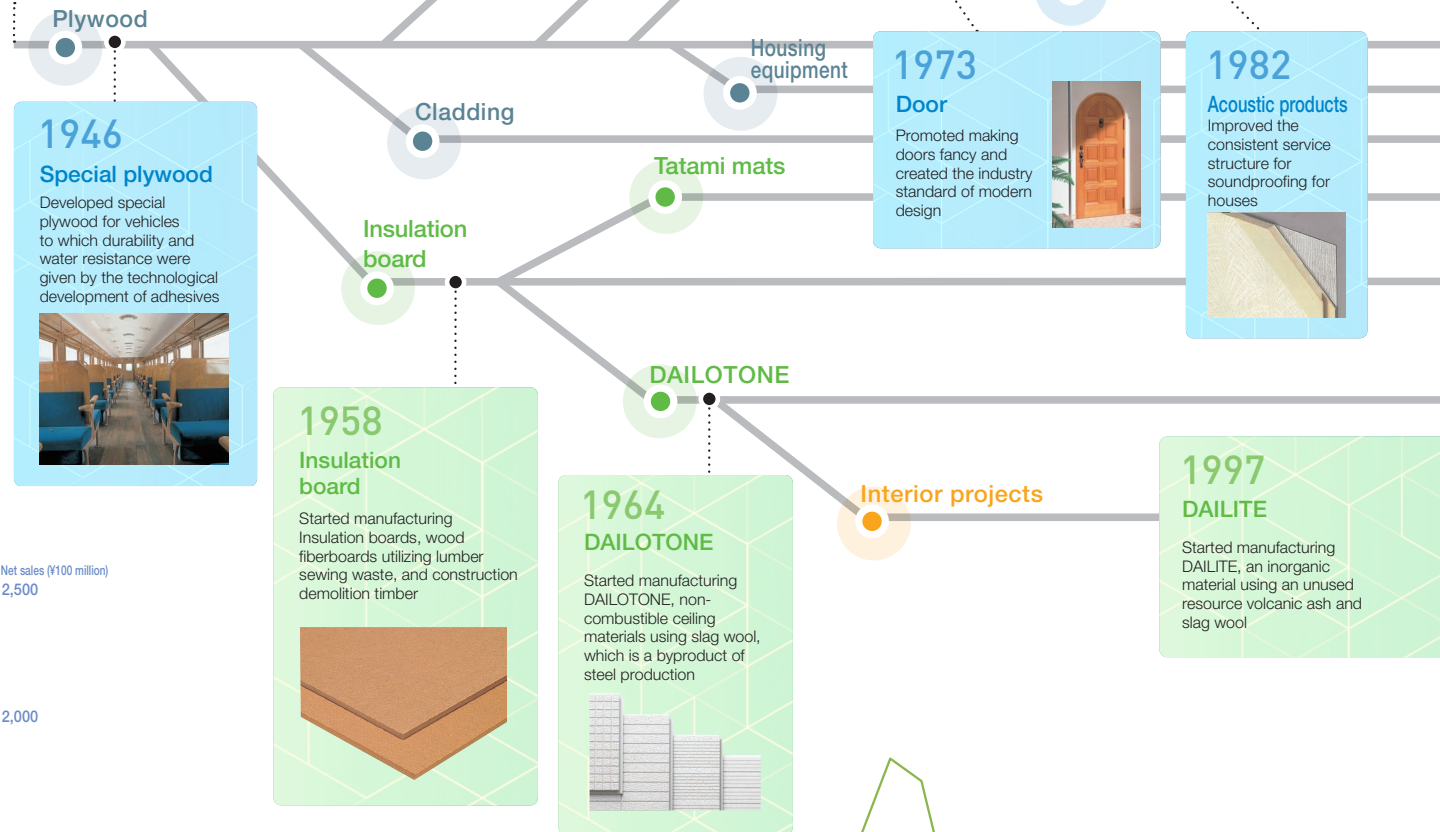 Plywood
1946
Special plywood
Developed special
plywood for vehicles
to which durability and
water resistance were
given by the technological
development of adhesives
Cladding
Housing
equipment
1973
Door
Promoted making
doors fancy and
created the industry
standard of modern
design
1982
Acoustic products
Improved the
consistent service
structure for
soundproofing for
houses
Tatami mats
Insulation
board
1958
Insulation
board
Started manufacturing
Insulation boards, wood
fiberboards utilizing lumber
sewing waste, and construction
demolition timber
DAILOTONE
1964
DAILOTONE
Started manufacturing
DAILOTONE, non-
combustible ceiling
materials using slag wool,
which is a byproduct of
steel production
Interior projects
1997
DAILITE
Started manufacturing
DAILITE, an inorganic
material using an unused
resource volcanic ash and
slag wool
Net sales (¥100 million)
2,500
2,000